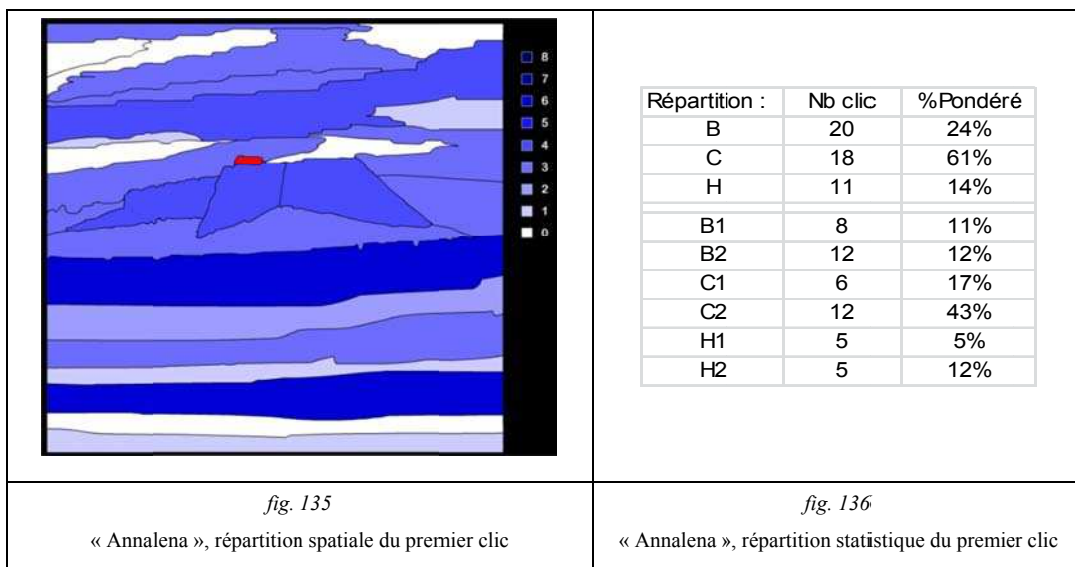 8
7
6
5
4
3
2
1
0
Répartition : Nb clic %Pondéré
B 20 24%
C 18 61%
H 11 14%
B1 8 11%
B2 12 12%
C1 6 17%
C2 12 43%
H1 5 5%
H2 5 12%
fig. 135
« Annalena », répartition spatiale du premier clic
fig. 136
« Annalena », répartition statistique du premier clic